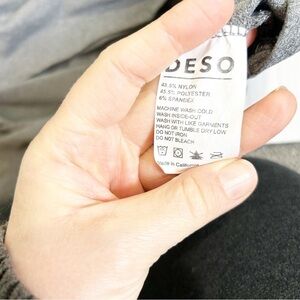 DESO
45.5% NYLON
45.5% POLYESTER
6% SPANDEX
MACHINE WASH COLD
WASH INSIDE-OUT
WASH WITH LIKE GARMENTS
HANG OR TUMBLE DRY LOW
DO NOT IRON
DO NOT BLEACH
Made in California